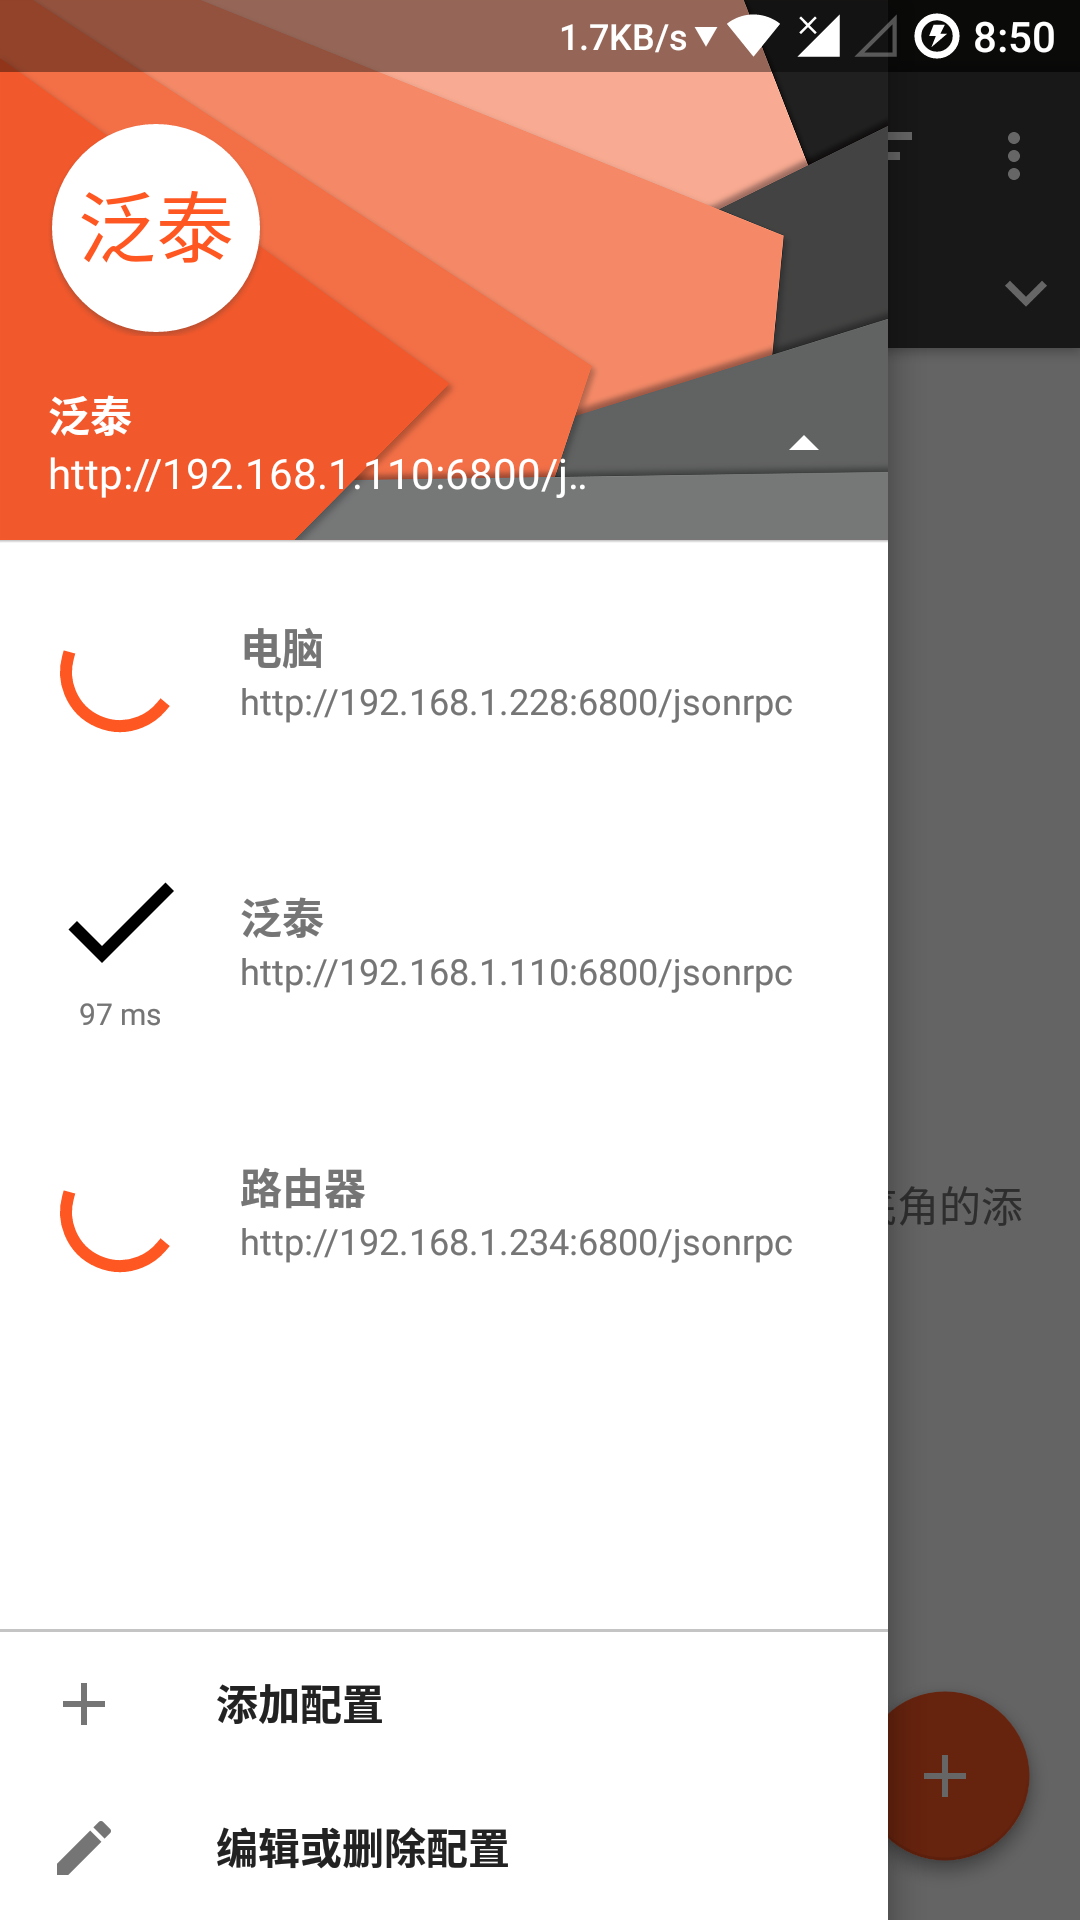 1.7KB/s
8:50
泛泰
泛泰
http://192.168.1.110:6800/j..
电脑
http://192.168.1.228:6800/jsonrpc
泛泰
http://192.168.1.110:6800/jsonrpc
97 ms
路由器
http://192.168.1.234:6800/jsonrpc
角的添
添加配置
编辑或删除配置